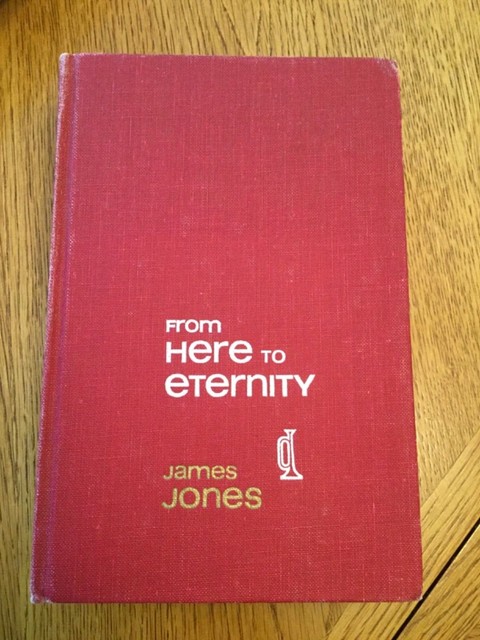 From
Here to
eternity
James
Jones